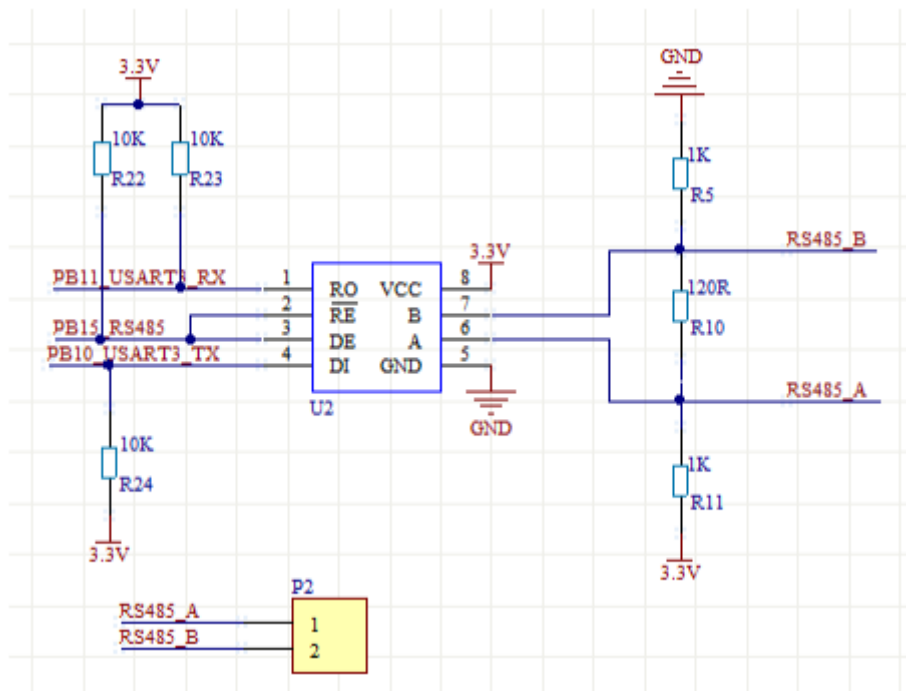 GND
3.3V
10K
R22
10K
R23
1K
R5
RS485_B
3.3V
PB11_USART3_RX
1
RO
VCC
8
2
RE
B
7
120R
R10
PB15_RS485
3
DE
A
6
PB10_USART3_TX
4
DI
GND
5
RS485_A
U2
GND
10K
R24
3.3V
1K
R11
3.3V
P2
RS485_A
1
RS485_B
2